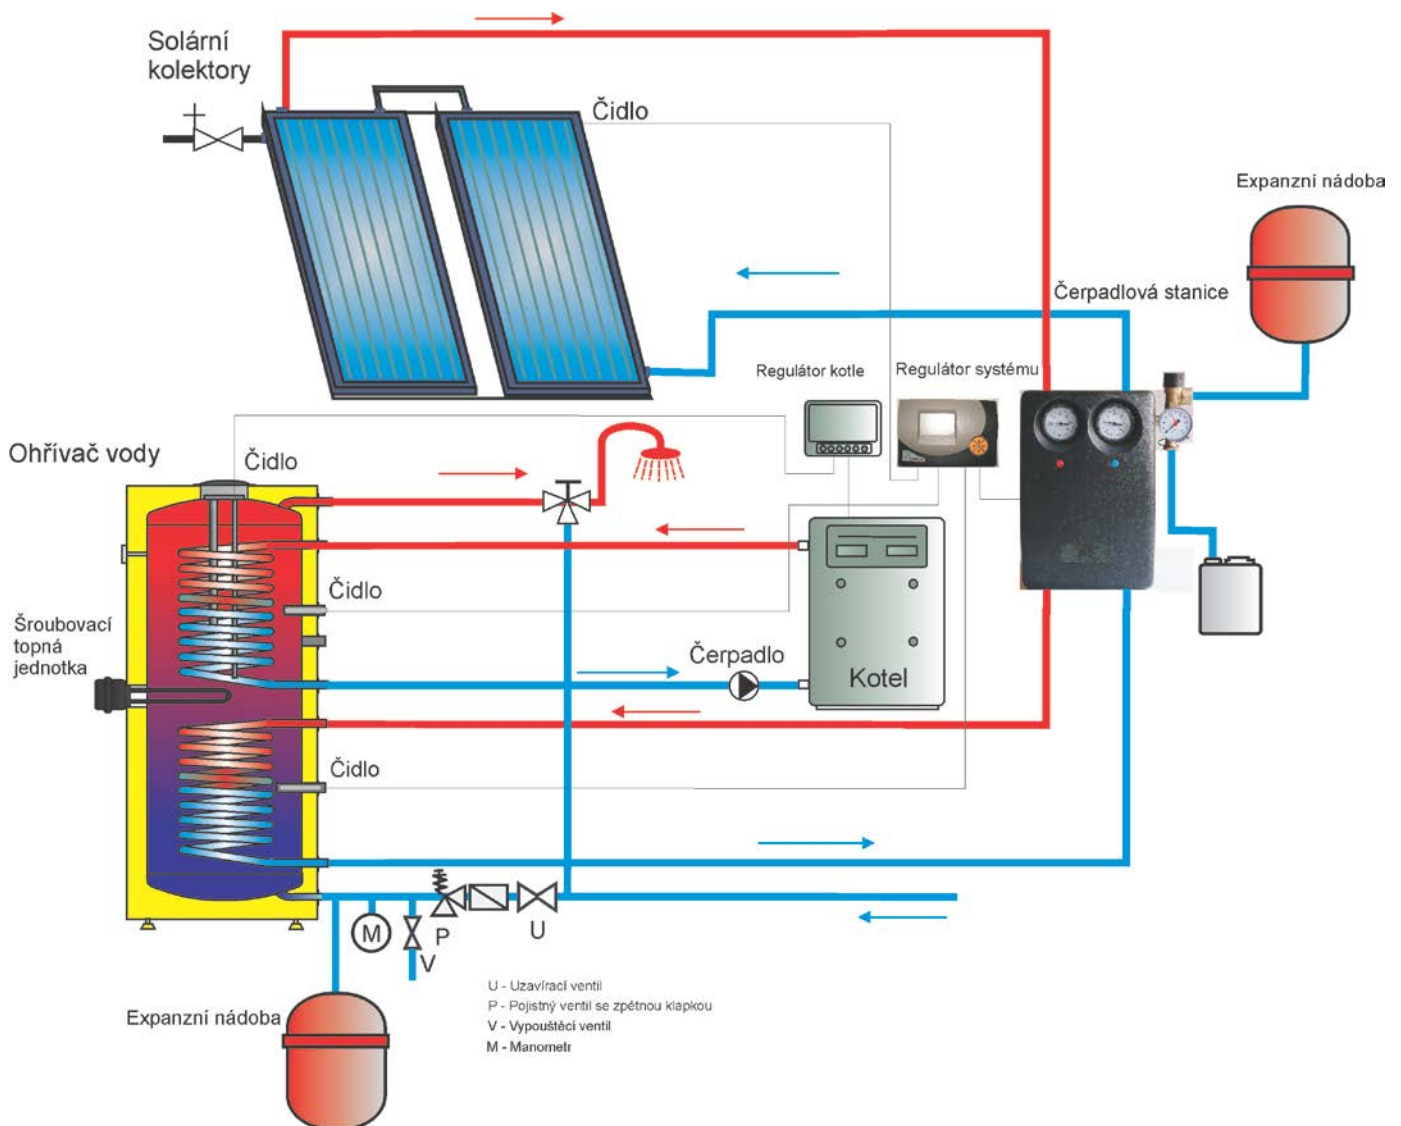 Solární
kolektory
Čidlo
Expanzní nádoba
Čerpadlová stanice
Regulátor kotle
Regulátor systému
Ohřívač vody
Čidlo
Čidlo
Šroubovací
topná
jednotka
Čerpadlo
Kotel
Čidlo
M
V
P
U
U - Uzavírací ventil
P - Pojistný ventil se zpětnou klapkou
V - Vypouštěcí ventil
M - Manometr
Expanzní nádoba